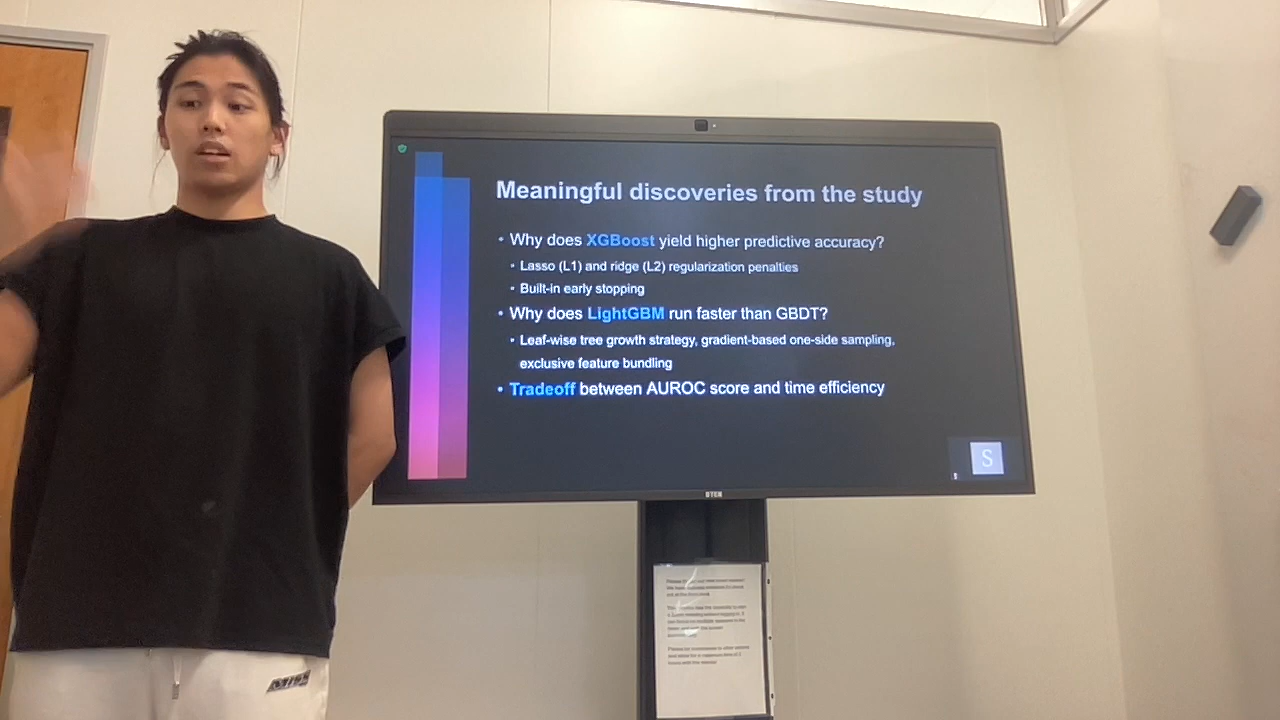 Meaningful discoveries from the study
• Why does XGBoost yield higher predictive accuracy?
• Lasso (L1) and ridge (L2) regularization penalties
• Built-in early stopping
• Why does LightGBM run faster than GBDT?
• Leaf-wise tree growth strategy, gradient-based one-side sampling,
exclusive feature bundling
• Tradeoff between AUROC score and time efficiency
S
DTEN